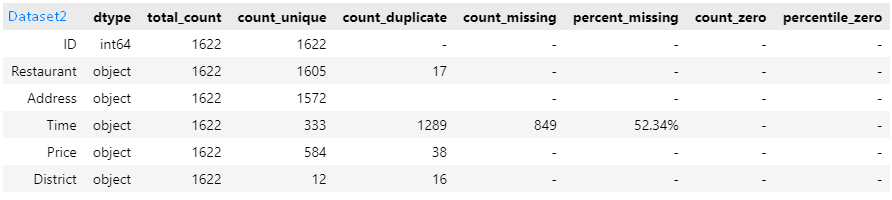 Dataset2 dtype total_count count_unique count_duplicate count_missing percent_missing count_zero percentile_zero
ID int64 1622 1622 - - - - -
Restaurant object 1622 1605 17 - - - -
Address object 1622 1572 - - - -
Time object 1622 333 1289 849 52.34% - -
Price object 1622 584 38 - - - -
District object 1622 12 16 - - - -